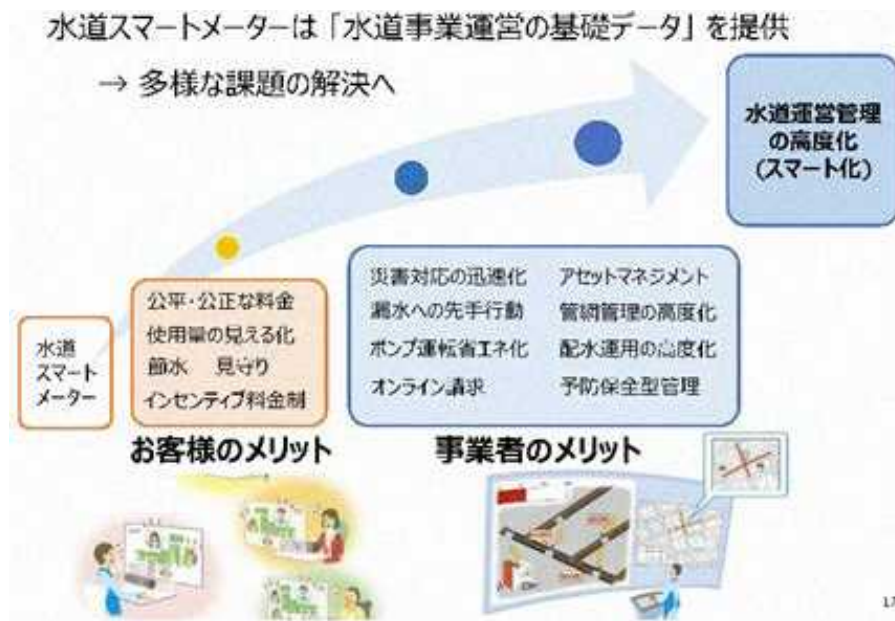 水道スマートメーターは「水道事業運営の基礎データ」を提供
→ 多様な課題の解決へ
水道運営管理
の高度化
(スマート化)
水道
スマート
メーター
公平・公正な料金
使用量の見える化
節水 見守り
インセンティブ料金制
災害対応の迅速化 アセットマネジメント
漏水への先手行動 管網管理の高度化
ポンプ運転省エネ化 配水運用の高度化
オンライン請求 予防保全型管理
お客様のメリット
事業者のメリット